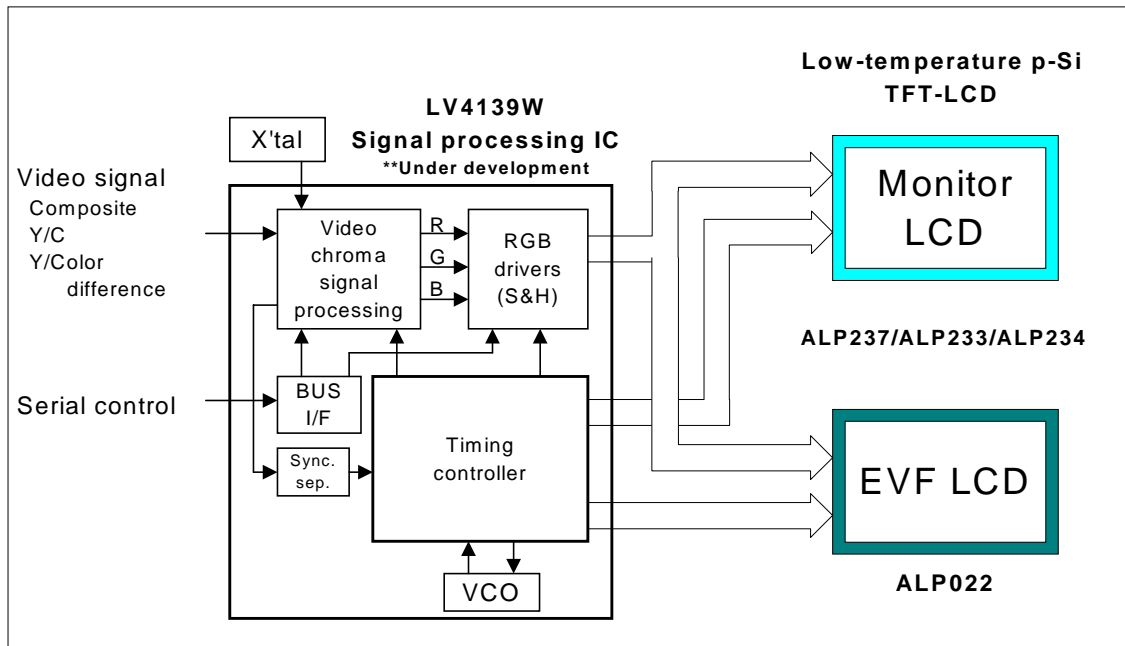 Low-temperature p-Si
TFT-LCD
LV4139W
Signal processing IC
**Under development
X'tal
Video signal
Composite
Y/C
Y/Color
difference
Video
chroma
signal
processing
R
G
B
RGB
drivers
(S&H)
Monitor
LCD
ALP237/ALP233/ALP234
Serial control
BUS
I/F
Sync.
sep.
Timing
controller
VCO
EVF LCD
ALP022